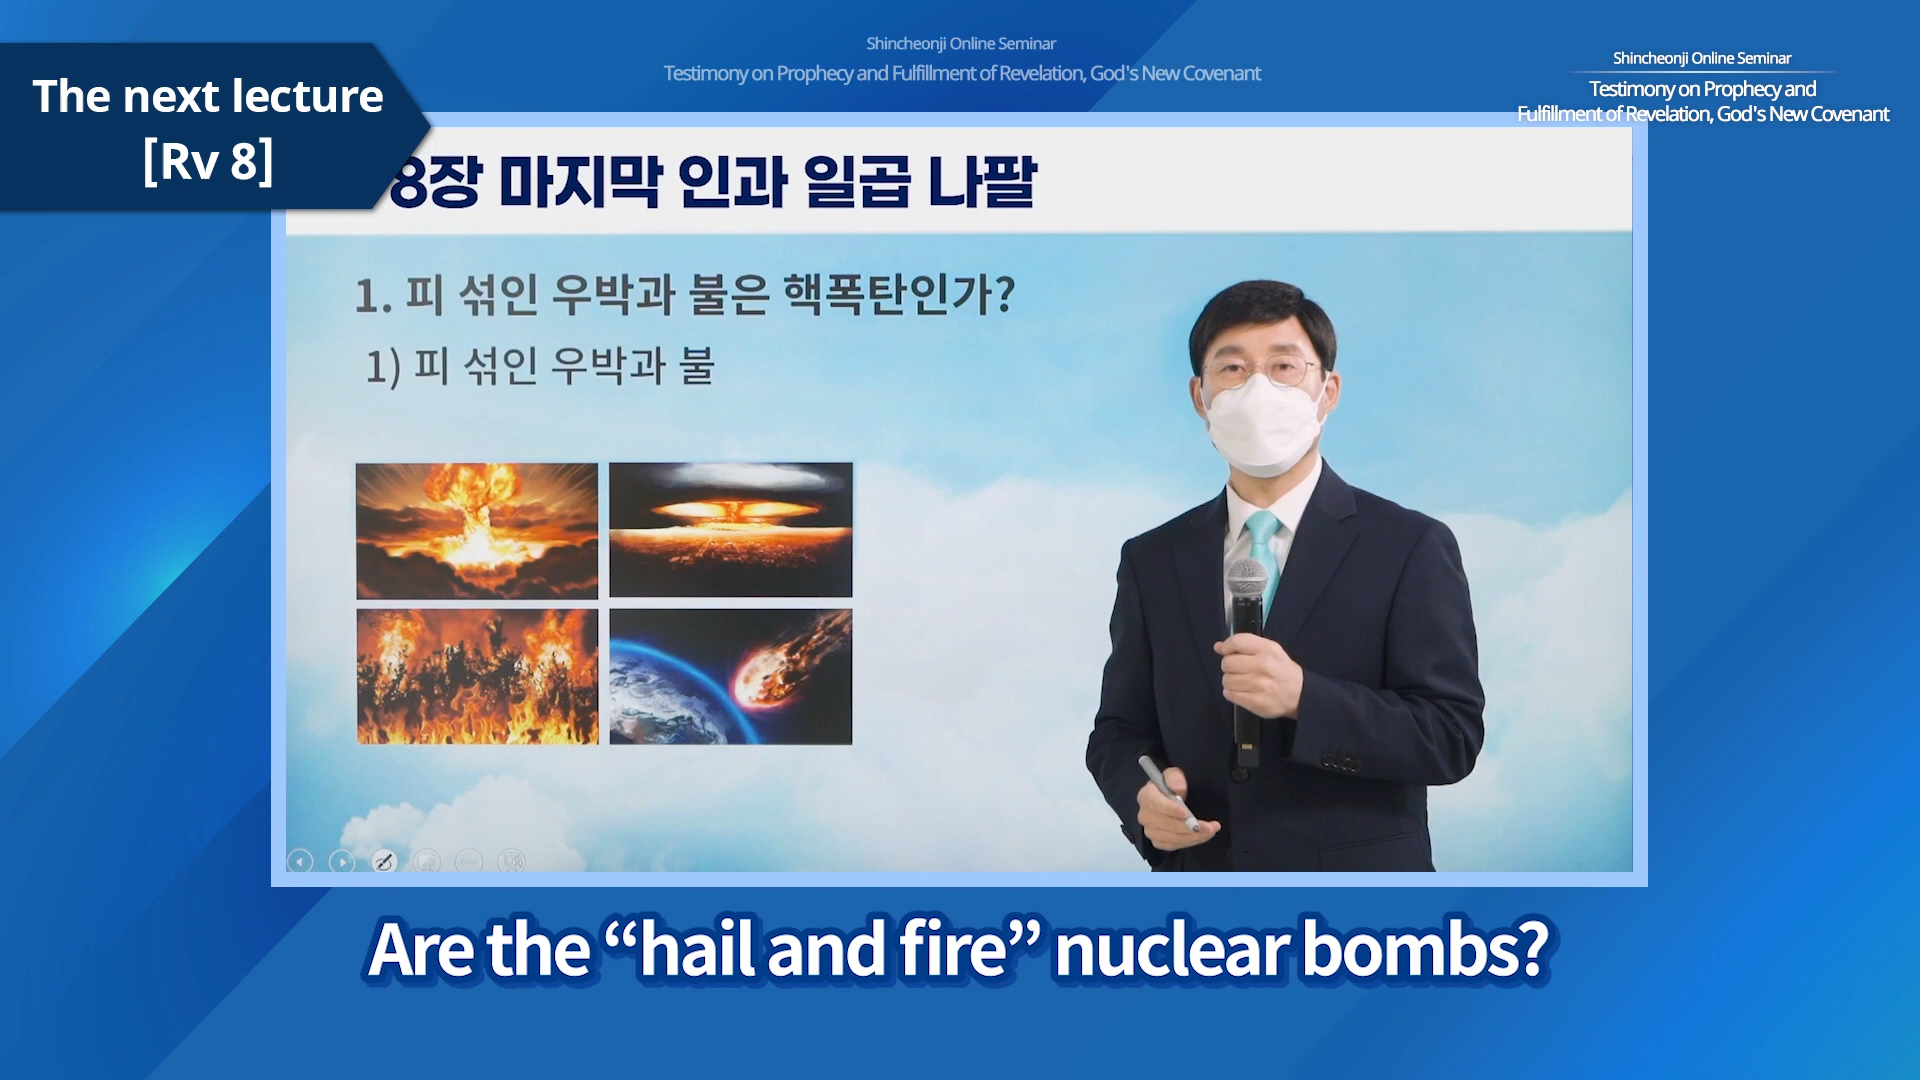 The next lecture
[Rv 8]
Shincheonji Online Seminar
Testimony on Prophecy and Fulfillment of Revelation, God's New Covenant
Shincheonji Online Seminar
Testimony on Prophecy and
Fulfillment of Revelation, God's New Covenant
8장 마지막 인과 일곱 나팔
1. 피 섞인 우박과 불은 핵폭탄인가?
1) 피 섞인 우박과 불
Are the “hail and fire” nuclear bombs?